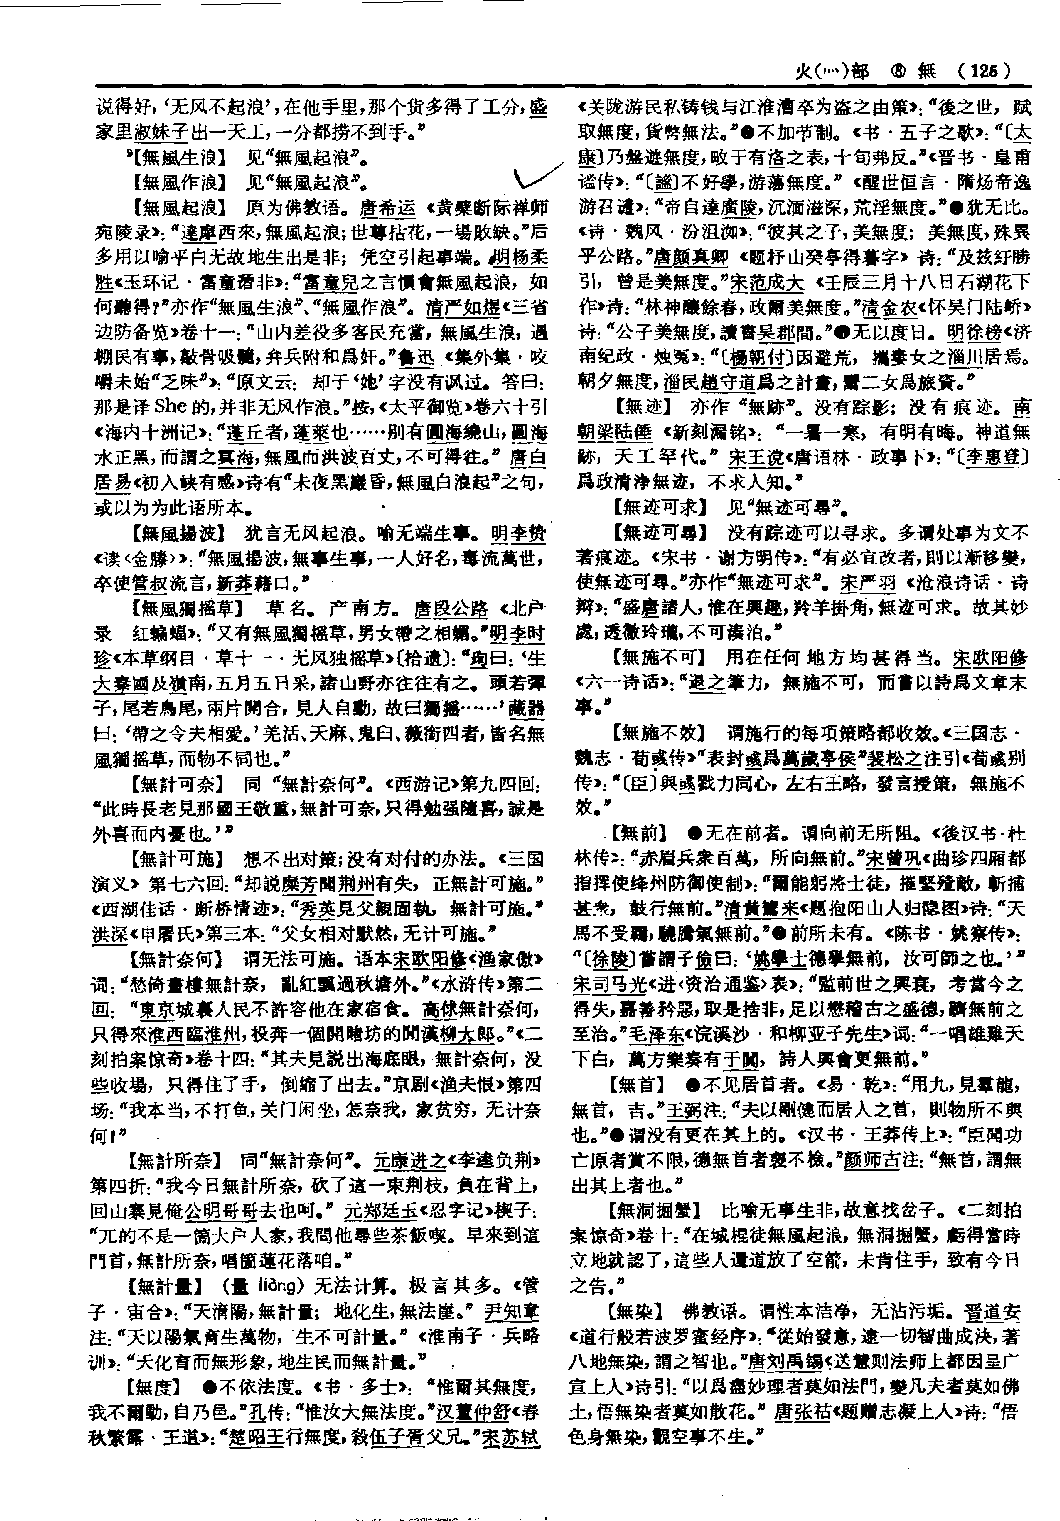 火(灬)部 ⑧ 無 (125)
说得好,‘无风不起浪’,在他手里,那个货多得了工分,盛
家里淑妹子出一天工,一分都捞不到手。”
【無風生浪】 见“無風起浪”。
【無風作浪】 见“無風起浪”。
【無風起浪】 原为佛教语。唐希运《黄檗断际禅师
宛陵录》:“達摩西來,無風起浪;世尊拈花,一場敗缺。”后
多用以喻平白无故地生出是非;凭空引起事端。明杨柔
胜《玉环记·富童潜非》:“富童兒之言慣會無風起浪,如
何聽得?”亦作“無風生浪”、“無風作浪”。清严如煜《三省
边防备览》卷十一:“山内差役多客民充當,無風生浪,遇
棚民有事,敲骨吸髓,弁兵附和爲奸。”鲁迅《集外集·咬
嚼未始“乏味”》:“原文云:却于‘她’字没有讽过。答曰:
那是译She的,并非无风作浪。”按,《太平御览》卷六十引
《海内十洲记》:“蓬丘者,蓬萊也……别有圓海繞山,圓海
水正黑,而謂之冥海,無風而洪波百丈,不可得往。”唐白
居易《初入峡有感》诗有“未夜黑巖昏,無風白浪起”之句,
或以为为此语所本。
【無風揚波】 犹言无风起浪。喻无端生事。明李贽
《读〈金縢〉》:“無風揚波,無事生事,一人好名,毒流萬世,
卒使管叔流言,新莽藉口。”
【無風獨摇草】 草名。产南方。唐段公路《北户
录 红蝙蝠》:“又有無風獨摇草,男女帶之相媚。”明李时
珍《本草纲目·草十一·无风独摇草》〔拾遗〕:“珣曰:‘生
大秦國及嶺南,五月五日采,諸山野亦往往有之。頭若彈
子,尾若鳥尾,兩片開合,見人自動,故曰獨摇……’藏器
曰:‘帶之令夫相愛。’羌活、天麻、鬼臼、薇銜四者,皆名無
風獨摇草,而物不同也。”
【無計可奈】 同“無計奈何”。《西游记》第九四回:
“此時長老見那國王敬重,無計可奈,只得勉强隨喜,誠是
外喜而内憂也。’”
【無計可施】 想不出对策;没有对付的办法。《三国
演义》第七六回:“却説糜芳聞荆州有失,正無計可施。”
《西湖佳话·断桥情迹》:“秀英見父親固執,無計可施。”
洪深《申屠氏》第三本:“父女相对默然,无计可施。”
【無計奈何】 谓无法可施。语本宋欧阳修《渔家傲》
词:“愁倚畫樓無計奈,亂紅飄過秋塘外。”《水浒传》第二
回:“東京城裏人民不許容他在家宿食。高俅無計奈何,
只得來淮西臨淮州,投奔一個開賭坊的閒漢柳大郎。”《二
刻拍案惊奇》卷十四:“其夫見説出海底眼,無計奈何,没
些收場,只得住了手,倒縮了出去。”京剧《渔夫恨》第四
场:“我本当,不打鱼,关门闲坐;怎奈我,家贫穷,无计奈
何!”
【無計所奈】 同“無計奈何”。元康进之《李逵负荆》
第四折:“我今日無計所奈,砍了這一束荆枝,負在背上,
回山寨見俺公明哥哥去也呵。”元郑廷玉《忍字记》楔子:
“兀的不是一箇大户人家,我問他尋些茶飯喫。早來到這
門首,無計所奈,唱箇蓮花落咱。”
【無計量】 (量 liàng)无法计算。极言其多。《管
子·宙合》:“天淯陽,無計量;地化生,無法崖。”尹知章
注:“天以陽氣育生萬物,生不可計量。”《淮南子·兵略
训》:“天化育而無形象,地生民而無計量。”
【無度】 ●不依法度。《书·多士》:“惟爾其無度,
我不爾動,自乃邑。”孔传:“惟汝大無法度。”汉董仲舒《春
秋繁露·王道》:“楚昭王行無度,殺伍子胥父兄。”宋苏轼
《关陇游民私铸钱与江淮漕卒为盗之由策》:“後之世,賦
取無度,貨幣無法。”●不加节制。《书·五子之歌》:“〔太
康〕乃盤遊無度,畋于有洛之表,十旬弗反。”《晋书·皇甫
谧传》:“〔謐〕不好學,游蕩無度。”《醒世恒言·隋炀帝逸
游召谴》:“帝自達廣陵,沉湎滋深,荒淫無度。”●犹无比。
《诗·魏风·汾沮洳》:“彼其之子,美無度;美無度,殊異
乎公路。”唐颜真卿《题杼山癸亭得暮字》诗:“及兹紆勝
引,曾是美無度。”宋范成大《壬辰三月十八日石湖花下
作》诗:“林神釀餘春,政爾美無度。”清金农《怀吴门陆昕》
诗:“公子美無度,讀書吴郡間。”●无以度日。明徐榜《济
南纪政·烛冤》:“〔楊朝付〕因避荒,攜妻女之淄川居焉。
朝夕無度,淄民趙守道爲之計畫,鬻二女爲旅資。”
【無迹】 亦作“無跡”。没有踪影;没有痕迹。南
朝梁陆倕《新刻漏铭》:“一暑一寒,有明有晦。神道無
跡,天工罕代。”宋王谠《唐语林·政事下》:“〔李惠登〕
爲政清浄無迹,不求人知。”
【無迹可求】 见“無迹可尋”。
【無迹可尋】 没有踪迹可以寻求。多谓处事为文不
著痕迹。《宋书·谢方明传》:“有必宜改者,則以漸移變,
使無迹可尋。”亦作“無迹可求”。宋严羽《沧浪诗话·诗
辩》:“盛唐諸人,惟在興趣,羚羊掛角,無迹可求。故其妙
處,透徹玲瓏,不可湊泊。”
【無施不可】 用在任何地方均甚得当。宋欧阳修
《六一诗话》:“退之筆力,無施不可,而嘗以詩爲文章末
事。”
【無施不效】 谓施行的每项策略都收效。《三国志·
魏志·荀彧传》“表封彧爲萬歲亭侯”裴松之注引《荀彧别
传》:“〔臣〕與彧戮力同心,左右王略,發言授策,無施不
效。”
【無前】 ●无在前者。谓向前无所阻。《後汉书·杜
林传》:“赤眉兵衆百萬,所向無前。”宋曾巩《曲珍四厢都
指挥使绛州防御使制》:“爾能躬將士徒,摧堅殪敵,斬捕
甚衆,鼓行無前。”清黄鷟来《题抱阳山人归隐图》诗:“天
馬不受羈,驍騰氣無前。”●前所未有。《陈书·姚察传》:
“〔徐陵〕嘗謂子儉曰:‘姚學士德學無前,汝可師之也。’”
宋司马光《进〈资治通鉴〉表》:“監前世之興衰,考當今之
得失,嘉善矜惡,取是捨非,足以懋稽古之盛德,躋無前之
至治。”毛泽东《浣溪沙·和柳亚子先生》词:“一唱雄雞天
下白,萬方樂奏有于闐,詩人興會更無前。”
【無首】 ●不见居首者。《易·乾》:“用九,見羣龍,
無首,吉。”王弼注:“夫以剛健而居人之首,則物所不與
也。”●谓没有更在其上的。《汉书·王莽传上》:“臣聞功
亡原者賞不限,德無首者褒不檢。”颜师古注:“無首,謂無
出其上者也。”
【無洞掘蟹】 比喻无事生非,故意找岔子。《二刻拍
案惊奇》卷十:“在城棍徒無風起浪,無洞掘蟹,虧得當時
立地就認了,這些人還道放了空箭,未肯住手,致有今日
之告。”
【無染】 佛教语。谓性本洁净,无沾污垢。晋道安
《道行般若波罗蜜经序》:“從始發意,逮一切智曲成决,著
八地無染,謂之智也。”唐刘禹锡《送慧则法师上都因呈广
宣上人》诗引:“以爲盡妙理者莫如法門,變凡夫者莫如佛
土,悟無染者莫如散花。”唐张祜《题赠志凝上人》诗:“悟
色身無染,觀空事不生。”